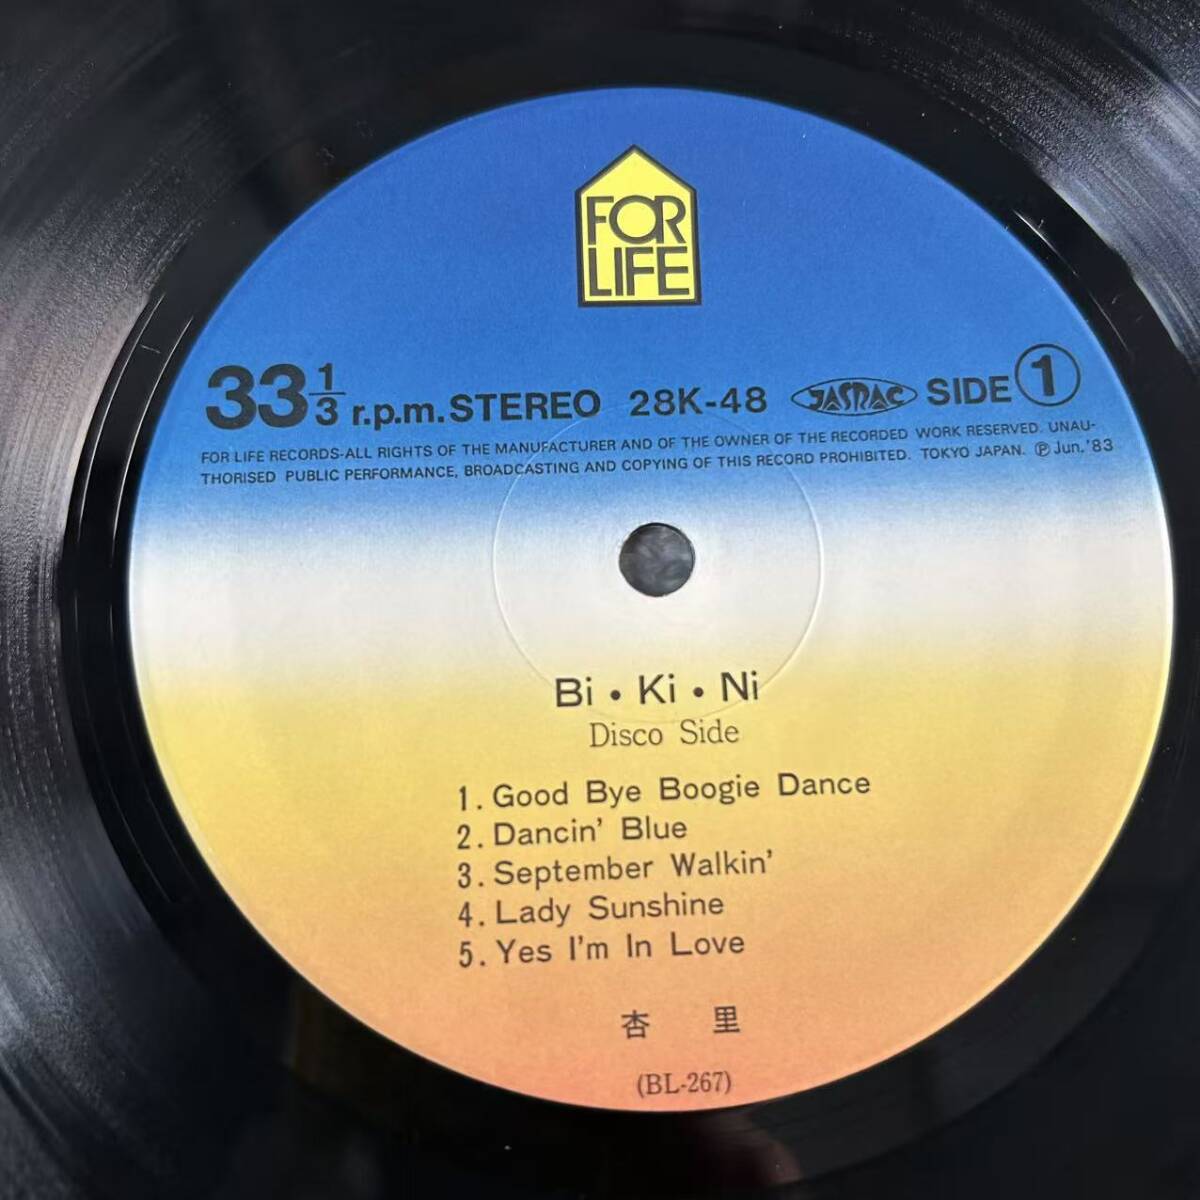 FOR
LIFE
33 1/3 r.p.m. STEREO 28K-48 JASRAC SIDE 1
FOR LIFE RECORDS-ALL RIGHTS OF THE MANUFACTURER AND OF THE OWNER OF THE RECORDED WORK RESERVED. UNAU-
THORISED PUBLIC PERFORMANCE, BROADCASTING AND COPYING OF THIS RECORD PROHIBITED. TOKYO JAPAN. Ⓟ Jun. '83
Bi • Ki • Ni
Disco Side
1. Good Bye Boogie Dance
2. Dancin' Blue
3. September Walkin'
4. Lady Sunshine
5. Yes I'm In Love
杏 里
(BL-267)